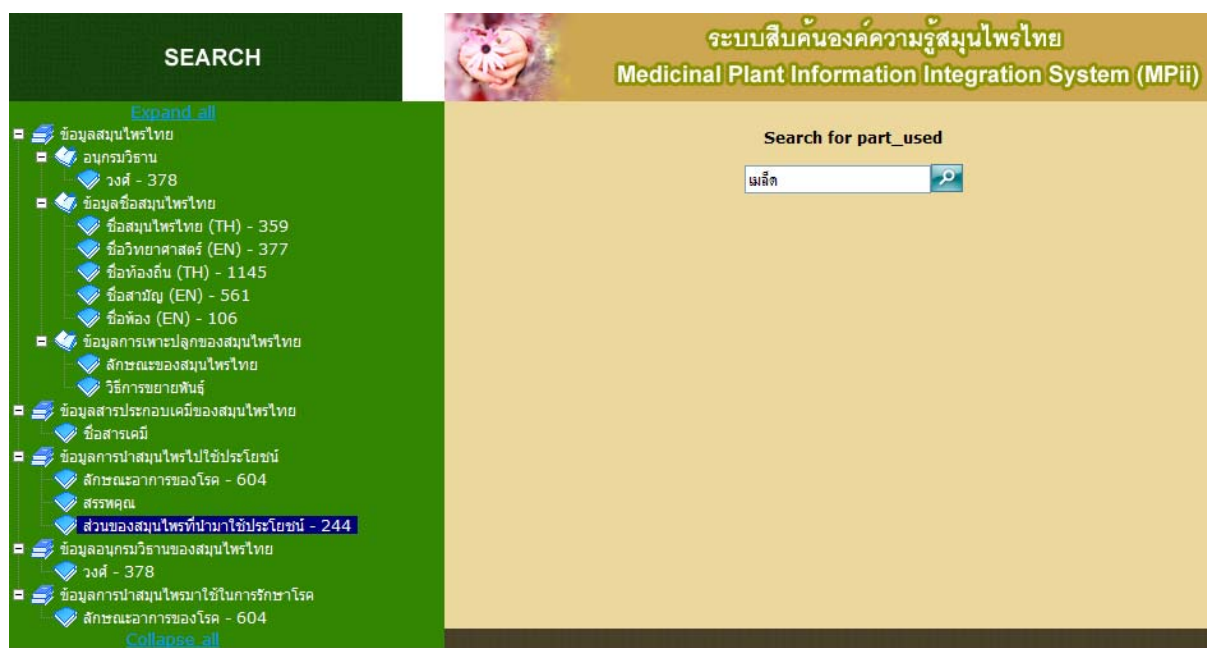 SEARCH
ระบบสืบค้นองค์ความรู้สมุนไพรไทย
Medicinal Plant Information Integration System (MPii)
Expand all
ข้อมูลสมุนไพรไทย
อนุกรมวิธาน
วงศ์ - 378
ข้อมูลชื่อสมุนไพรไทย
ชื่อสมุนไพรไทย (TH) - 359
ชื่อวิทยาศาสตร์ (EN) - 377
ชื่อท้องถิ่น (TH) - 1145
ชื่อสามัญ (EN) - 561
ชื่อพ้อง (EN) - 106
ข้อมูลการเพาะปลูกของสมุนไพรไทย
ลักษณะของสมุนไพรไทย
วิธีการขยายพันธุ์
ข้อมูลสารประกอบเคมีของสมุนไพรไทย
ชื่อสารเคมี
ข้อมูลการนำสมุนไพรไปใช้ประโยชน์
ลักษณะอาการของโรค - 604
สรรพคุณ
ส่วนของสมุนไพรที่นำมาใช้ประโยชน์ - 244
ข้อมูลอนุกรมวิธานของสมุนไพรไทย
วงศ์ - 378
ข้อมูลการนำสมุนไพรมาใช้ในการรักษาโรค
ลักษณะอาการของโรค - 604
Collapse all
Search for part_used
เมล็ด